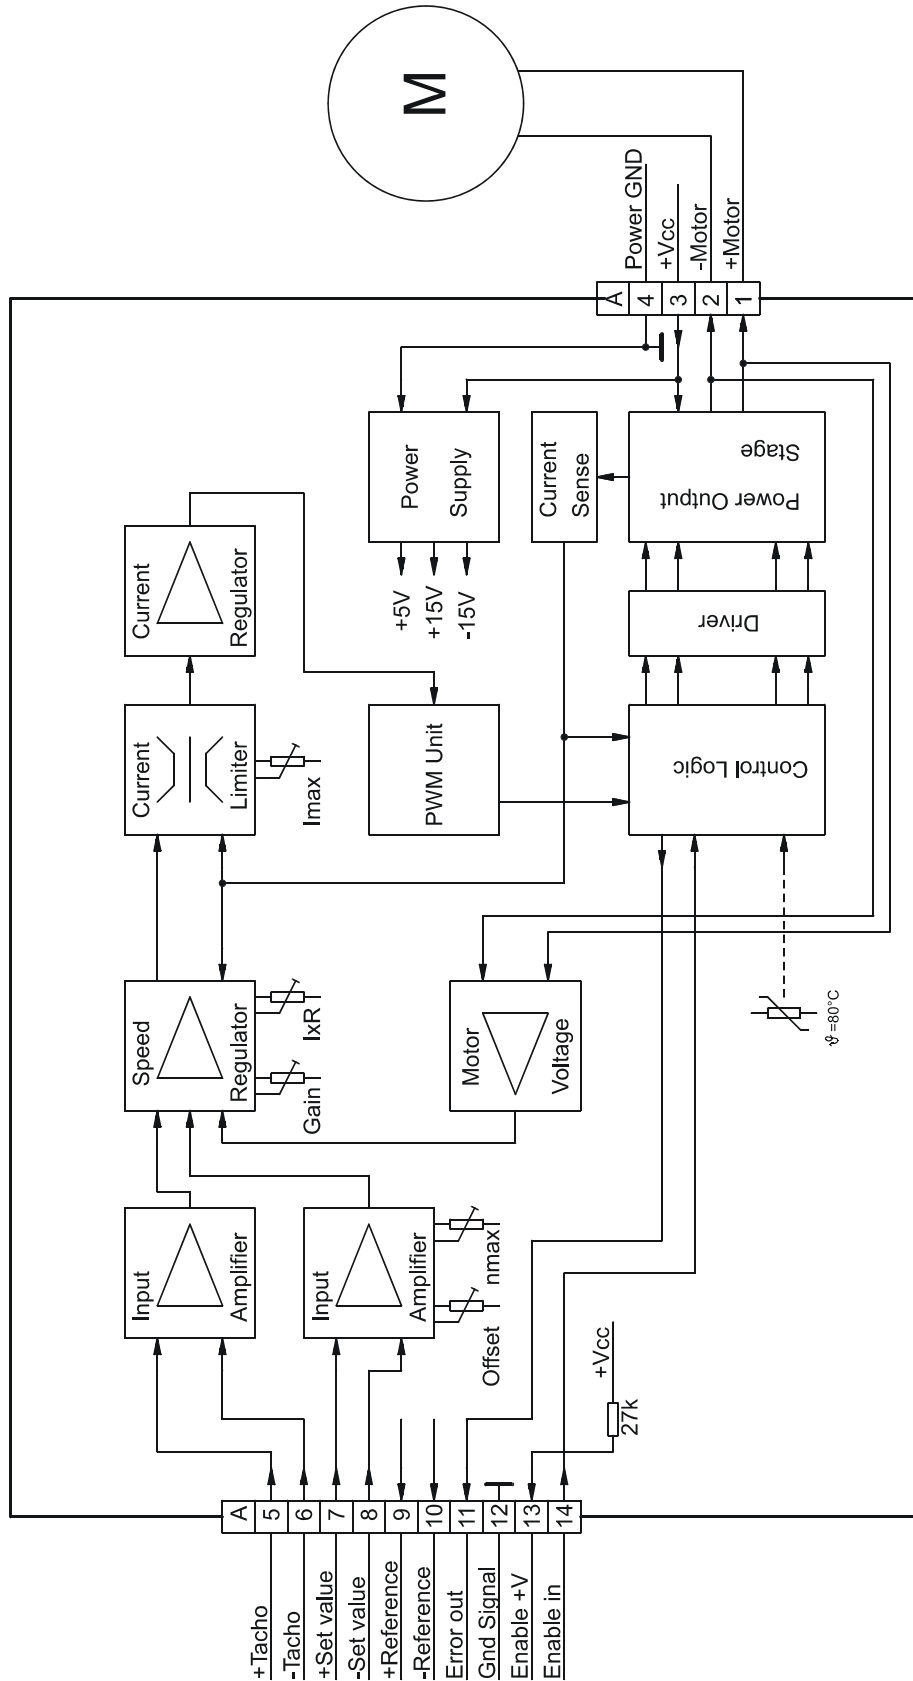 +Tacho
-Tacho
+Set value
-Set value
+Reference
-Reference
Error out
Gnd Signal
Enable +V
Enable in
A
5
6
7
8
9
10
11
12
13
14
Input
Amplifier
Input
Amplifier
Offset
nmax
+Vcc
27k
Speed
Regulator
Gain
IxR
Motor
Voltage
ϑ=80°C
Current
Limiter
Imax
PWM Unit
Control Logic
Current
Regulator
Driver
+5V
+15V
-15V
Power
Supply
Current
Sense
Power Output
Stage
A
4
3
2
1
Power GND
+Vcc
-Motor
+Motor
M